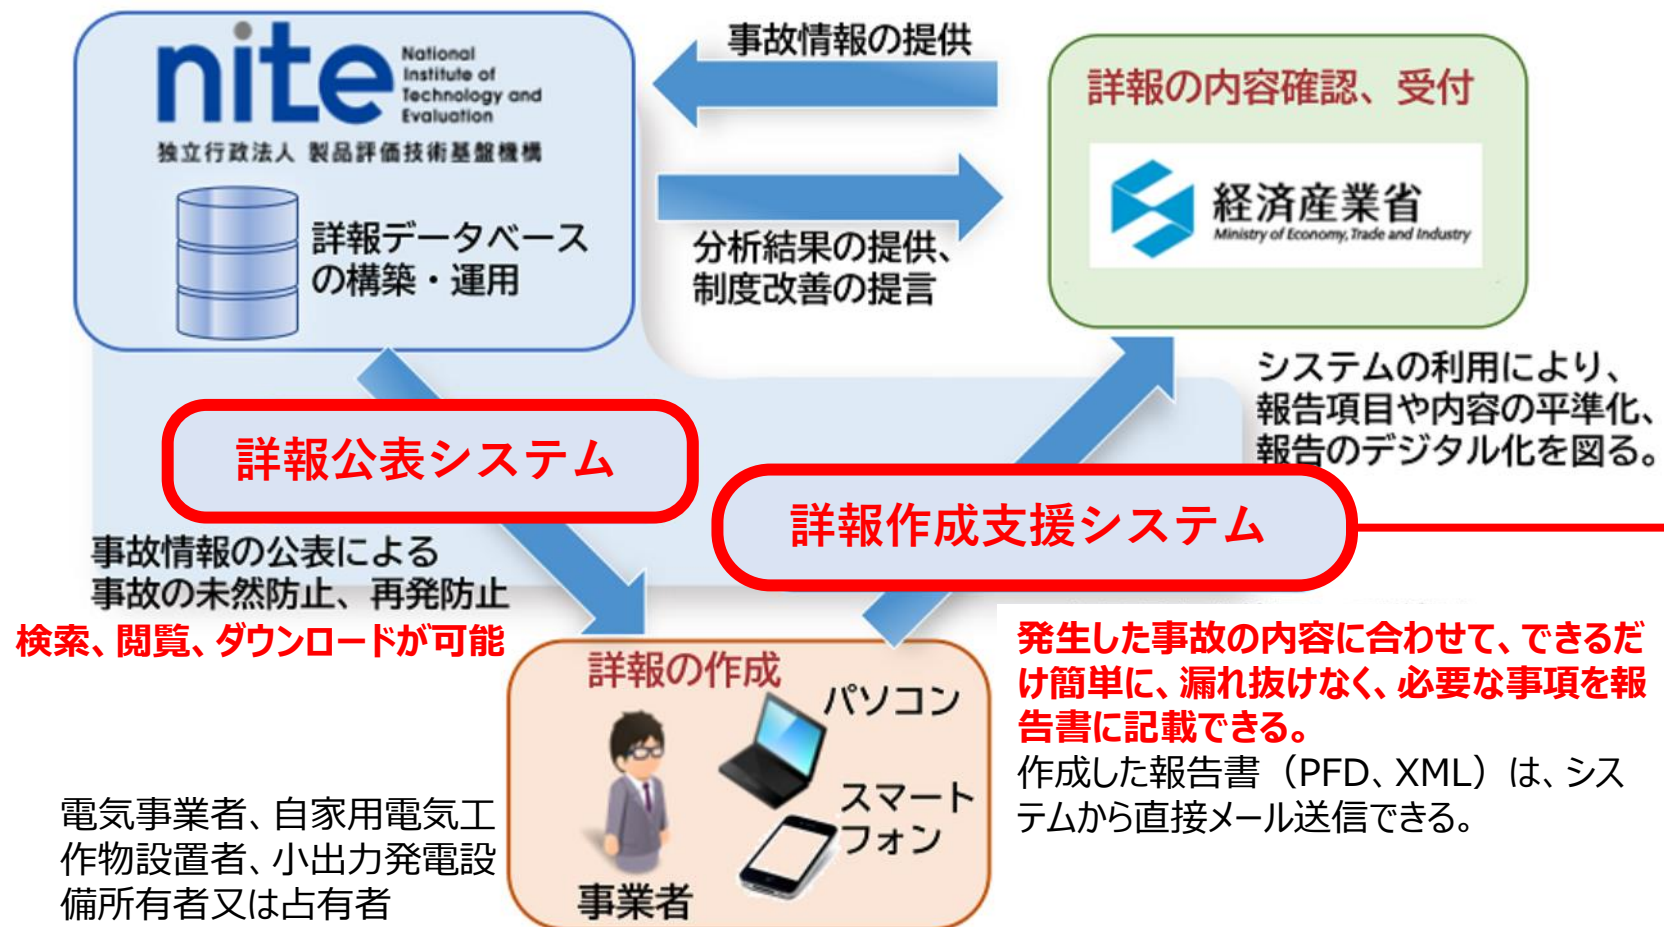 nite
National
Institute of
Technology and
Evaluation
独立行政法人 製品評価技術基盤機構
詳報データベース
の構築・運用
事故情報の提供
分析結果の提供、
制度改善の提言
詳報の内容確認、受付
経済産業省
Ministry of Economy, Trade and Industry
システムの利用により、
報告項目や内容の平準化、
報告のデジタル化を図る。
詳報公表システム
詳報作成支援システム
事故情報の公表による
事故の未然防止、再発防止
検索、閲覧、ダウンロードが可能
詳報の作成
パソコン
スマート
フォン
事業者
電気事業者、自家用電気工
作物設置者、小出力発電設
備所有者又は占有者
発生した事故の内容に合わせて、できるだ
け簡単に、漏れ抜けなく、必要な事項を報
告書に記載できる。
作成した報告書（PFD、XML）は、シス
テムから直接メール送信できる。